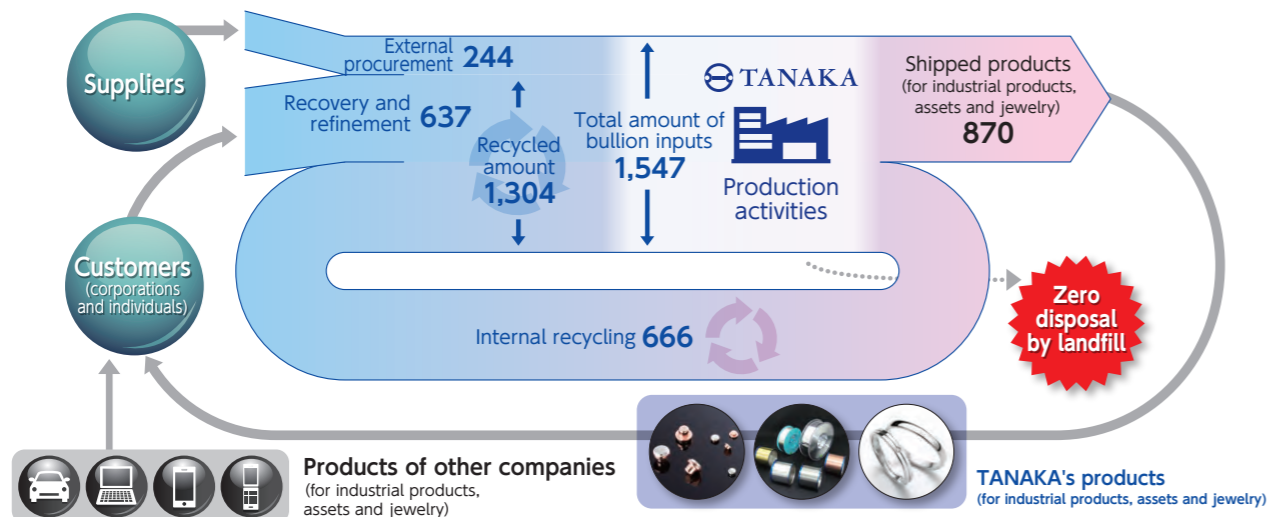 Suppliers
External
procurement 244
Recovery and
refinement 637
Recycled
amount
1,304
Total amount of
bullion inputs
1,547
TANAKA
Production
activities
Shipped products
(for industrial products,
assets and jewelry)
870
Customers
(corporations
and individuals)
Internal recycling 666
Zero
disposal
by landfill
Products of other companies
(for industrial products,
assets and jewelry)
TANAKA's products
(for industrial products, assets and jewelry)